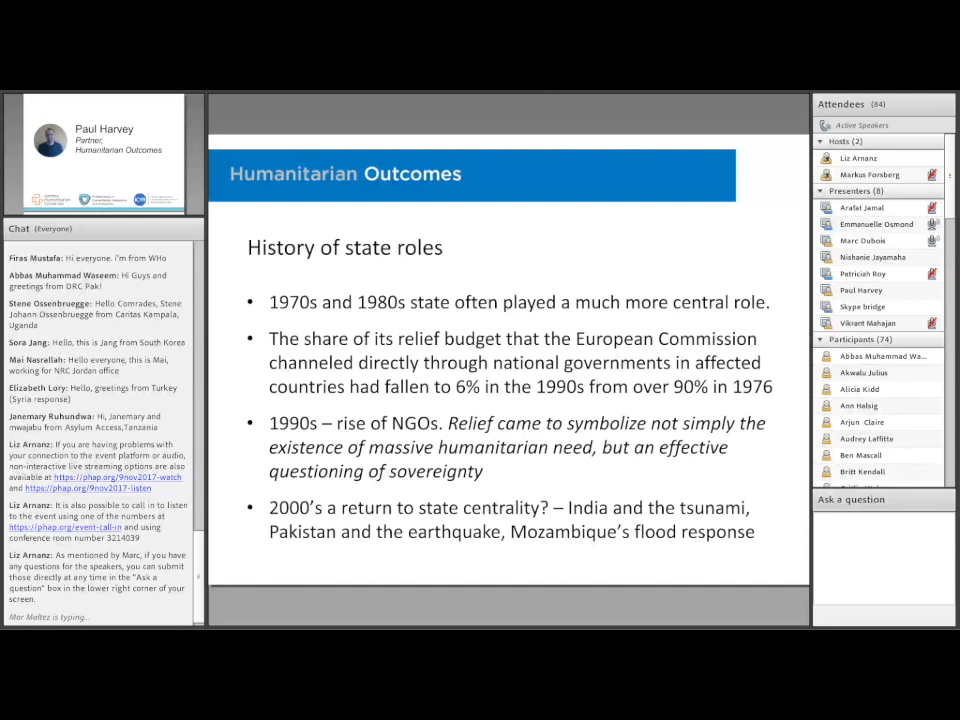 Paul Harvey
Partner,
Humanitarian Outcomes
Chat (Everyone)
Firas Mustafa: Hi everyone. i'm from WHo
Abbas Muhammad Waseem: Hi Guys and
greetings from DRC Pak!
Stene Ossenbruegge: Hello Comrades, Stene
Johann Ossenbruegge from Caritas Kampala,
Uganda
Sora Jang: Hello, this is Jang from South Korea
Mai Nasrallah: Hello everyone, this is Mai,
working for NRC Jordan office
Elizabeth Lory: Hello, greetings from Turkey
(Syria response)
Janemary Ruhundwa: Hi, Janemary and
mwajabu from Asylum Access,Tanzania
Liz Arnanz: If you are having problems with
your connection to the event platform or audio,
non-interactive live streaming options are also
available at https://phap.org/9nov2017-watch
and https://phap.org/9nov2017-listen
Liz Arnanz: It is also possible to call in to listen
to the event using one of the numbers at
https://phap.org/event-call-in and using
conference room number 3214039
Liz Arnanz: As mentioned by Marc, if you have
any questions for the speakers, you can submit
those directly at any time in the "Ask a
question" box in the lower right corner of your
screen.
Mar Maltez is typing...
Humanitarian Outcomes
History of state roles
• 1970s and 1980s state often played a much more central role.
• The share of its relief budget that the European Commission
channeled directly through national governments in affected
countries had fallen to 6% in the 1990s from over 90% in 1976
• 1990s – rise of NGOs. Relief came to symbolize not simply the
existence of massive humanitarian need, but an effective
questioning of sovereignty
• 2000's a return to state centrality? – India and the tsunami,
Pakistan and the earthquake, Mozambique's flood response
Attendees (84)
Active Speakers
Hosts (2)
Liz Arnanz
Markus Forsberg
Presenters (8)
Arafat Jamal
Emmanuelle Osmond
Marc Dubois
Nishanie Jayamaha
Patriciah Roy
Paul Harvey
Skype bridge
Vikrant Mahajan
Participants (74)
Abbas Muhammad Wa...
Akwalu Julius
Alicia Kidd
Ann Halsig
Arjun Claire
Audrey Laffitte
Ben Mascall
Britt Kendall
Ask a question